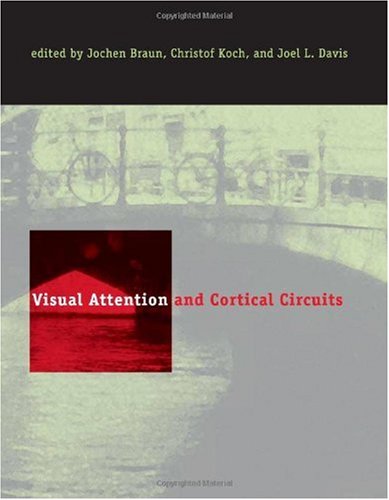 Copyrighted Material
edited by Jochen Braun, Christof Koch, and Joel L. Davis
Visual Attention and Cortical Circuits
Copyrighted Material